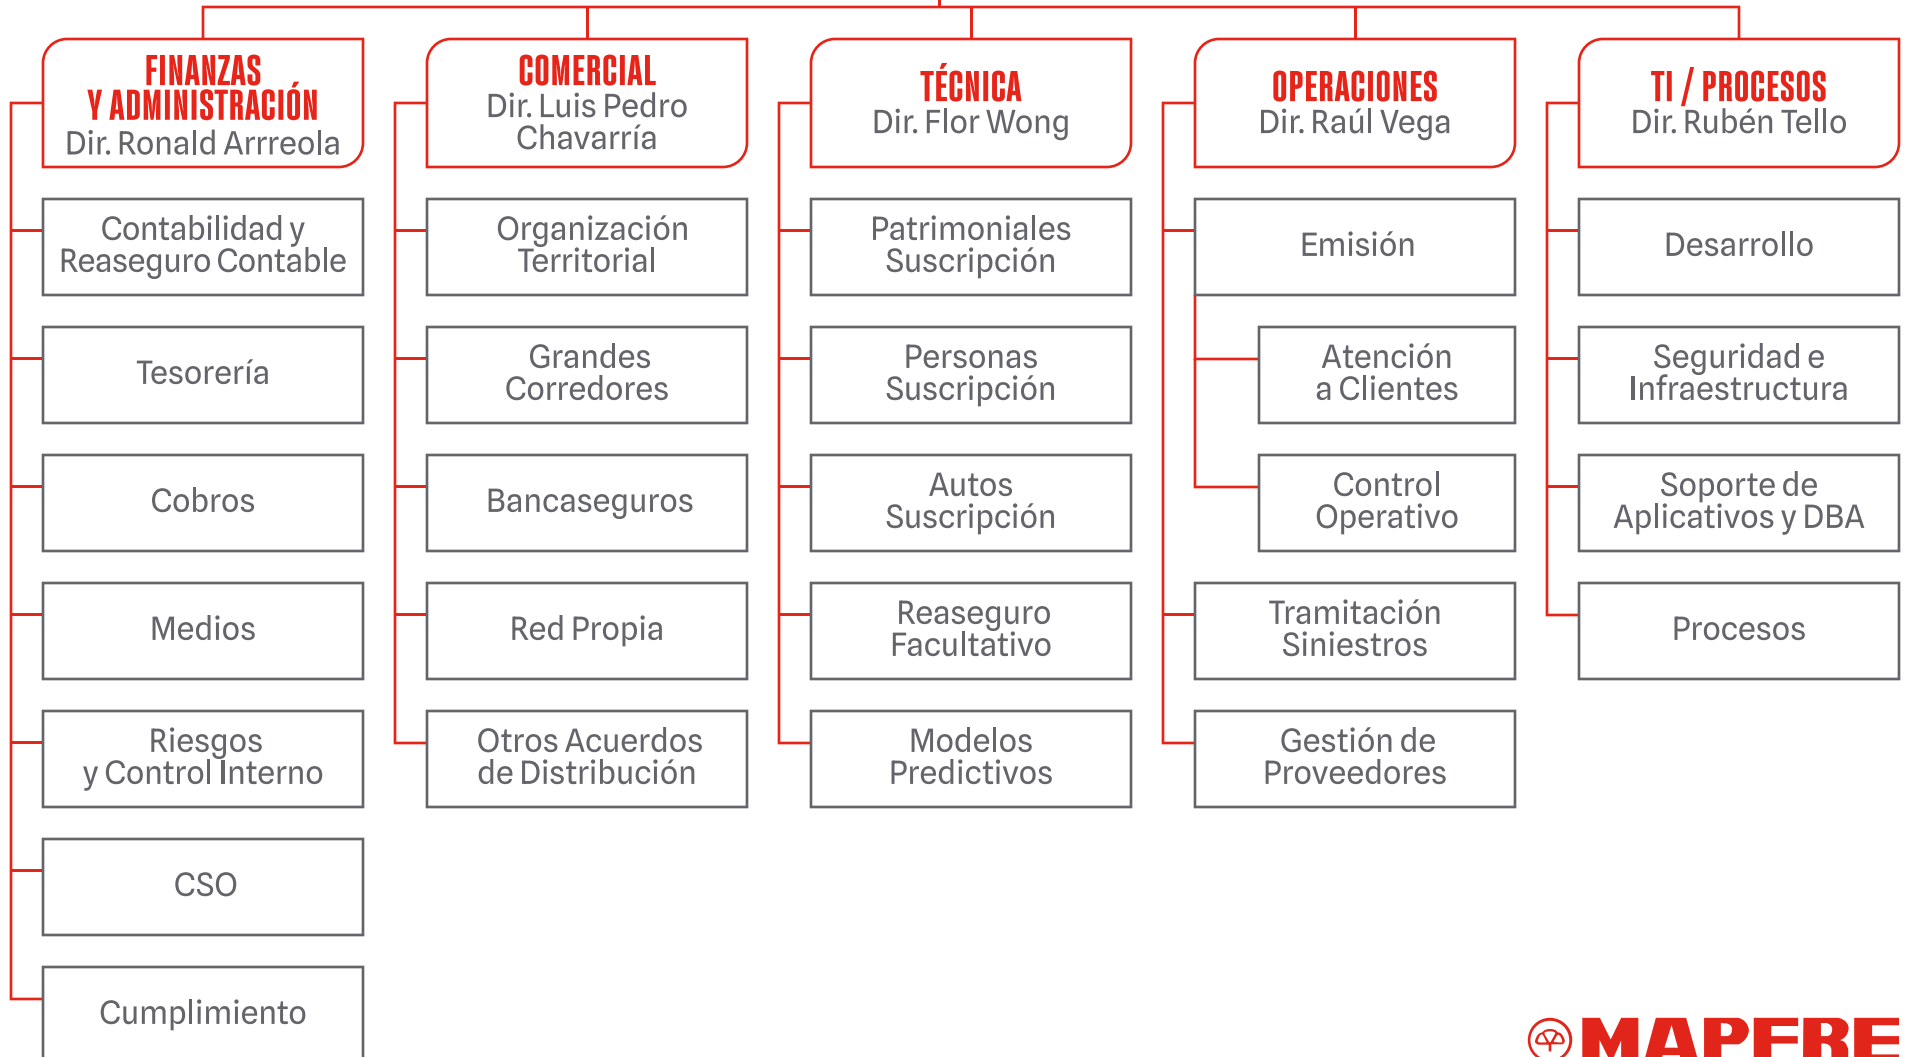 FINANZAS
Y ADMINISTRACIÓN
Dir. Ronald Arrreola
Contabilidad y
Reaseguro Contable
Tesorería
Cobros
Medios
Riesgos
y Control Interno
CSO
Cumplimiento
COMERCIAL
Dir. Luis Pedro
Chavarría
Organización
Territorial
Grandes
Corredores
Bancaseguros
Red Propia
Otros Acuerdos
de Distribución
TÉCNICA
Dir. Flor Wong
Patrimoniales
Suscripción
Personas
Suscripción
Autos
Suscripción
Reaseguro
Facultativo
Modelos
Predictivos
OPERACIONES
Dir. Raúl Vega
Emisión
Atención
a Clientes
Control
Operativo
Tramitación
Siniestros
Gestión de
Proveedores
TI / PROCESOS
Dir. Rubén Tello
Desarrollo
Seguridad e
Infraestructura
Soporte de
Aplicativos y DBA
Procesos
MAPFRE